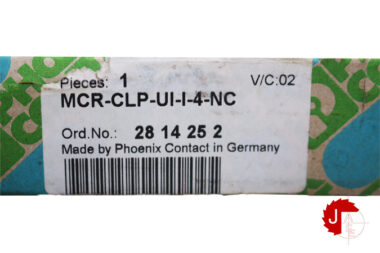 Pieces: 1 V/C:02
MCR-CLP-UI-I-4-NC
Ord.No.: 28 14 25 2
Made by Phoenix Contact in Germany
J